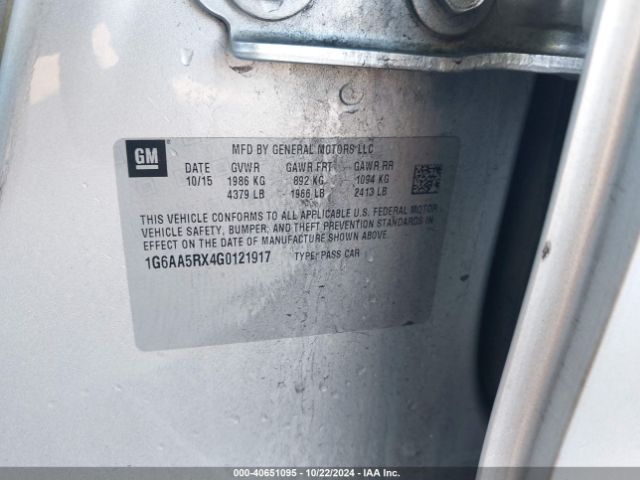 GM
MFD BY GENERAL MOTORS LLC
DATE GVWR GAWR FRT GAWR RR
10/15 1986 KG 892 KG 1094 KG
4379 LB 1966 LB 2413 LB
THIS VEHICLE CONFORMS TO ALL APPLICABLE U.S. FEDERAL MOTOR
VEHICLE SAFETY, BUMPER, AND THEFT PREVENTION STANDARDS IN
EFFECT ON THE DATE OF MANUFACTURE SHOWN ABOVE.
1G6AA5RX4G0121917 TYPE: PASS CAR
000-40651095 - 10/22/2024 - IAA Inc.